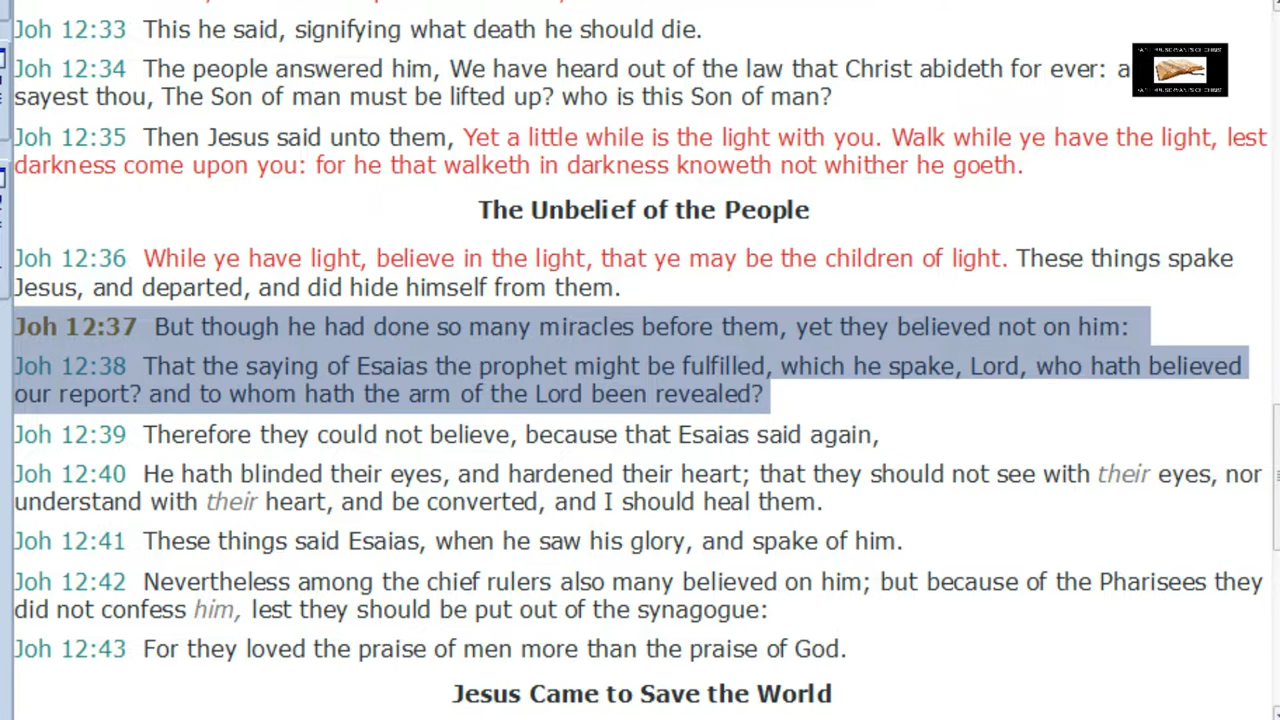 Joh 12:33 This he said, signifying what death he should die.
Joh 12:34 The people answered him, We have heard out of the law that Christ abideth for ever: a
sayest thou, The Son of man must be lifted up? who is this Son of man?
Joh 12:35 Then Jesus said unto them, Yet a little while is the light with you. Walk while ye have the light, lest
darkness come upon you: for he that walketh in darkness knoweth not whither he goeth.
The Unbelief of the People
Joh 12:36 While ye have light, believe in the light, that ye may be the children of light. These things spake
Jesus, and departed, and did hide himself from them.
Joh 12:37 But though he had done so many miracles before them, yet they believed not on him:
Joh 12:38 That the saying of Esaias the prophet might be fulfilled, which he spake, Lord, who hath believed
our report? and to whom hath the arm of the Lord been revealed?
Joh 12:39 Therefore they could not believe, because that Esaias said again,
Joh 12:40 He hath blinded their eyes, and hardened their heart; that they should not see with their eyes, nor
understand with their heart, and be converted, and I should heal them.
Joh 12:41 These things said Esaias, when he saw his glory, and spake of him.
Joh 12:42 Nevertheless among the chief rulers also many believed on him; but because of the Pharisees they
did not confess him, lest they should be put out of the synagogue:
Joh 12:43 For they loved the praise of men more than the praise of God.
Jesus Came to Save the World